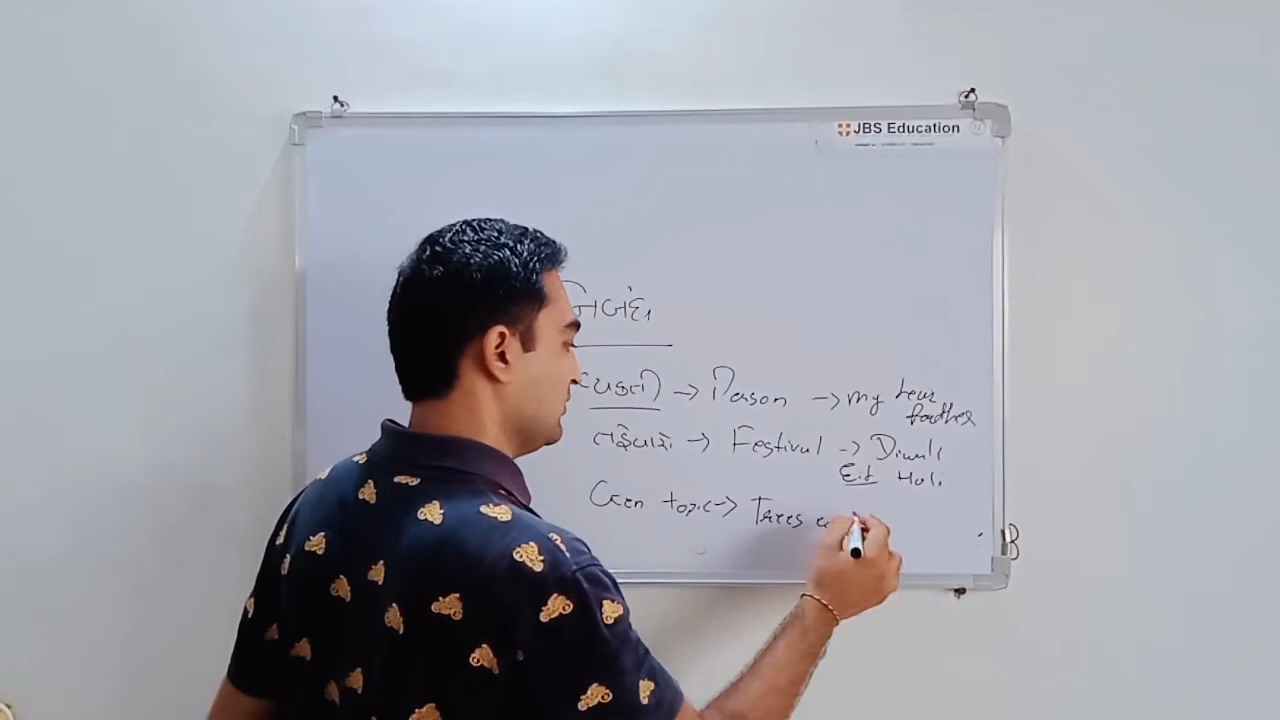 JBS Education
નિબંધ
વ્યક્તિ → Person → my
father
તહેવારો → Festival → Diwali
Eid Holi
Gen topic → Trees